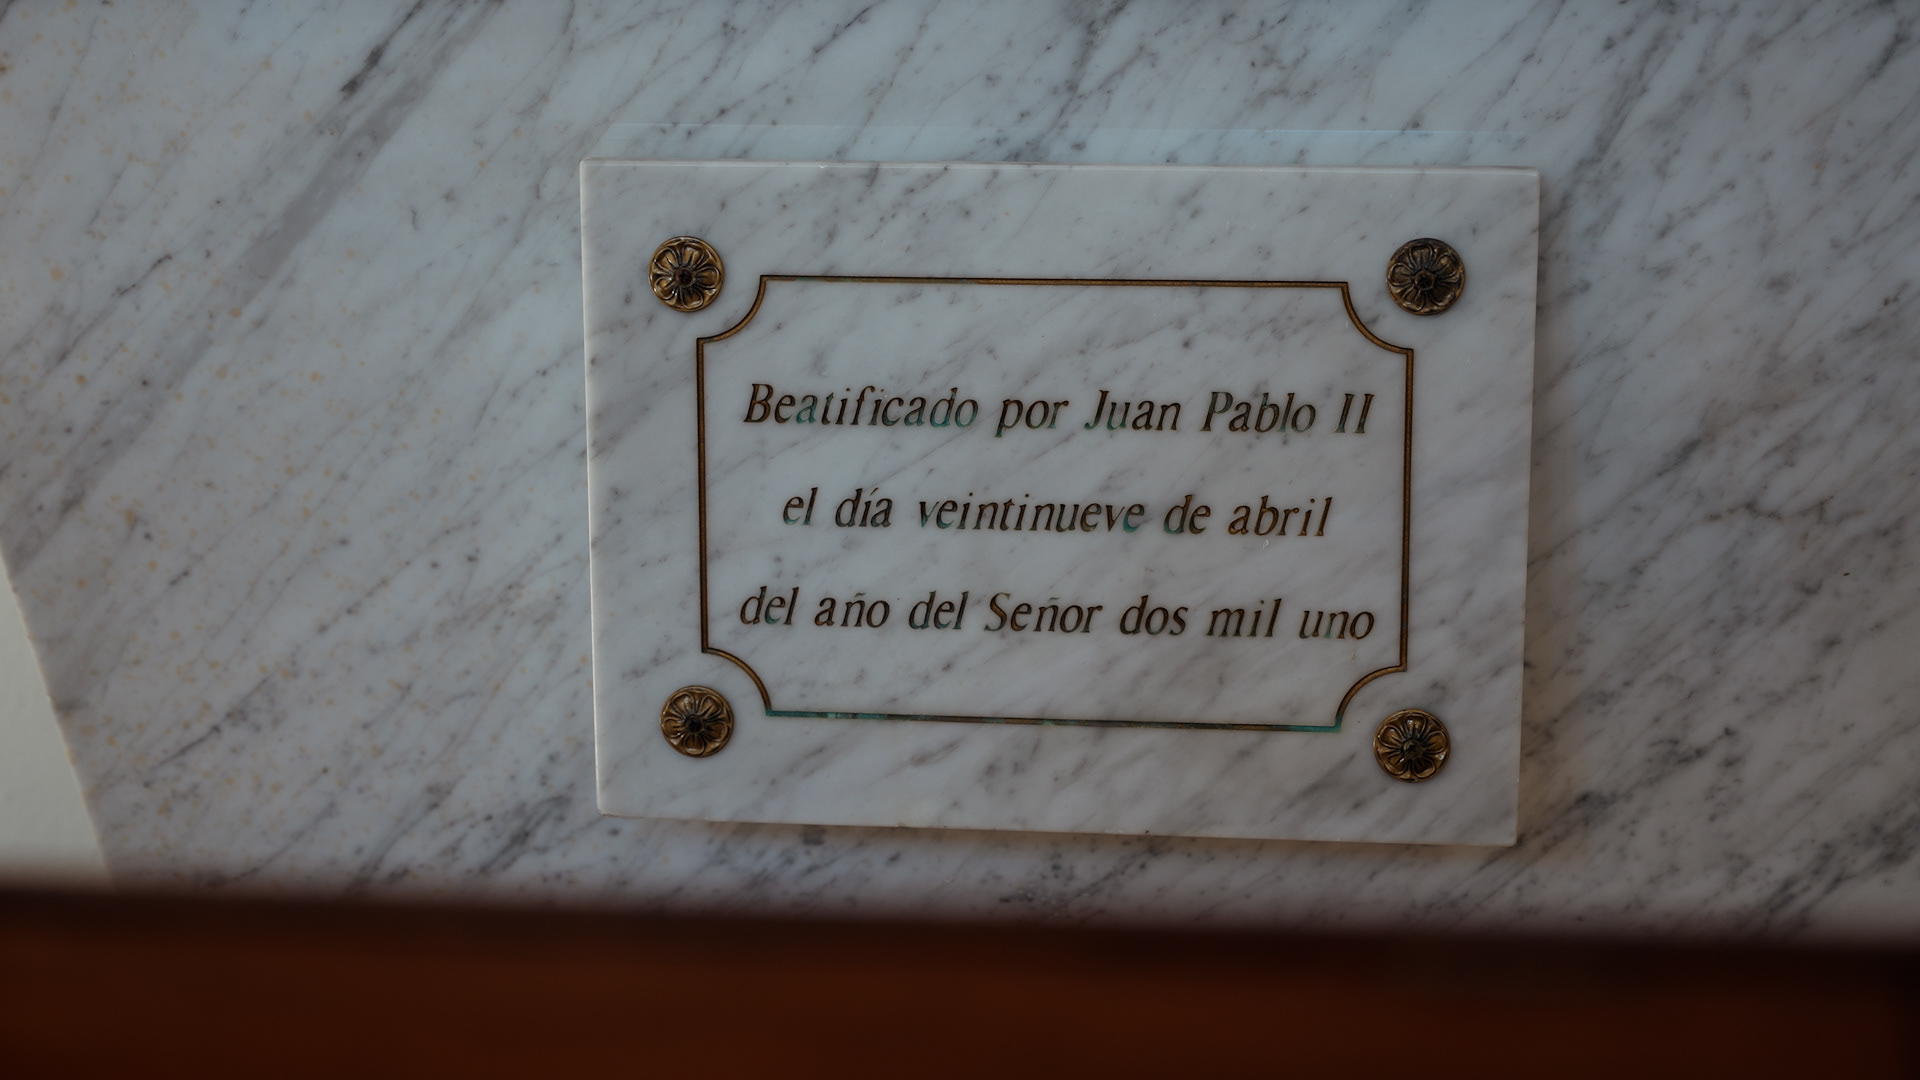 Beatificado por Juan Pablo II
el día veintinueve de abril
del año del Señor dos mil uno